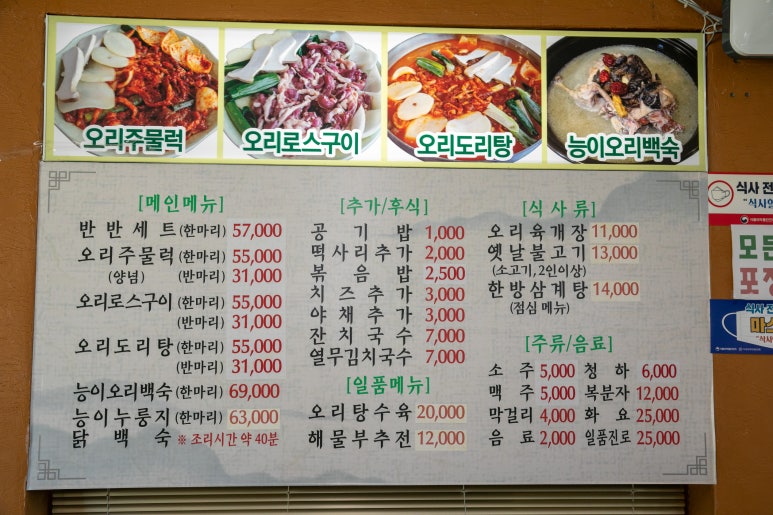 오리주물럭
오리로스구이
오리도리탕
능이오리백숙
[메인메뉴]
반반세트 (한마리) 57,000
오리주물럭 (한마리) 55,000
(양념) (반마리) 31,000
오리로스구이 (한마리) 55,000
(반마리) 31,000
오리도리탕 (한마리) 55,000
(반마리) 31,000
능이오리백숙 (한마리) 69,000
능이누룽지 (한마리) 63,000
닭백숙 ※ 조리시간 약 40분
[추가/후식]
공기밥 1,000
떡사리추가 2,000
볶음밥 2,500
치즈추가 3,000
야채추가 3,000
잔치국수 7,000
열무김치국수 7,000
[일품메뉴]
오리탕수육 20,000
해물부추전 12,000
[식사류]
오리육개장 11,000
옛날불고기 13,000
(소고기, 2인이상)
한방삼계탕 14,000
(점심 메뉴)
[주류/음료]
소주 5,000 청하 6,000
맥주 5,000 복분자 12,000
막걸리 4,000 화요 25,000
음료 2,000 일품진로 25,000
식사 전
"식사
모든
포장
식사 전
마스
"식사